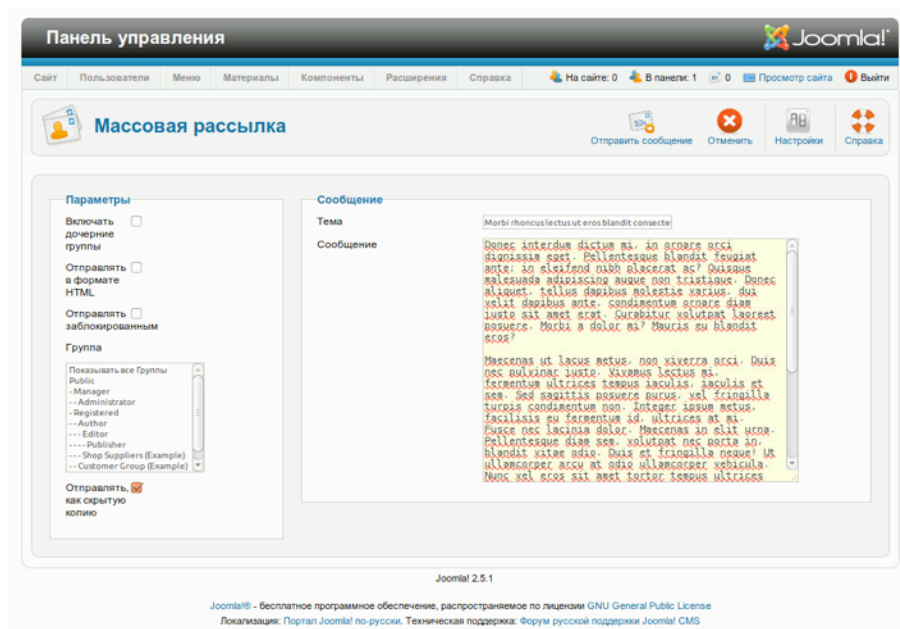 Панель управления
Joomla!
Сайт Пользователи Меню Материалы Компоненты Расширения Справка На сайте: 0 В панели: 1 0 Просмотр сайта Выйти
Массовая рассылка
Отправить сообщение Отменить Настройки Справка
Параметры
Включать
дочерние
группы
Отправлять
в формате
HTML
Отправлять
заблокированным
Группа
Показывать все Группы
Public
- Manager
-- Administrator
- Registered
-- Author
--- Editor
---- Publisher
--- Shop Suppliers (Example)
-- Customer Group (Example)
Отправлять,
как скрытую
копию
Сообщение
Тема Morbi rhoncus lectus ut eros blandit consecte
Сообщение
Donec interdum dictum mi, in ornare orci
dignissim eget. Pellentesque blandit feugiat
ante; in eleifend nibh placerat ac? Quisque
malesuada adipiscing augue non tristique. Donec
aliquet, tellus dapibus molestie varius, dui
velit dapibus ante, condimentum ornare diam
justo sit amet erat. Curabitur volutpat laoreet
posuere. Morbi a dolor mi? Mauris eu blandit
eros?
Maecenas ut lacus metus, non viverra orci. Duis
nec pulvinar justo. Vivamus lectus mi,
fermentum ultrices tempus iaculis, iaculis et
sem. Sed sagittis posuere purus, vel fringilla
turpis condimentum non. Integer ipsum metus,
facilisis eu fermentum id, ultrices at mi.
Fusce nec lacinia dolor. Maecenas in elit urna.
Pellentesque diam sem, volutpat nec porta in,
blandit vitae odio. Duis et fringilla neque! Ut
ullamcorper arcu at odio ullamcorper vehicula.
Nunc vel eros sit amet tortor tempus ultrices
Joomla! 2.5.1
Joomla!® - бесплатное программное обеспечение, распространяемое по лицензии GNU General Public License
Локализация: Портал Joomla! по-русски. Техническая поддержка: Форум русской поддержки Joomla! CMS